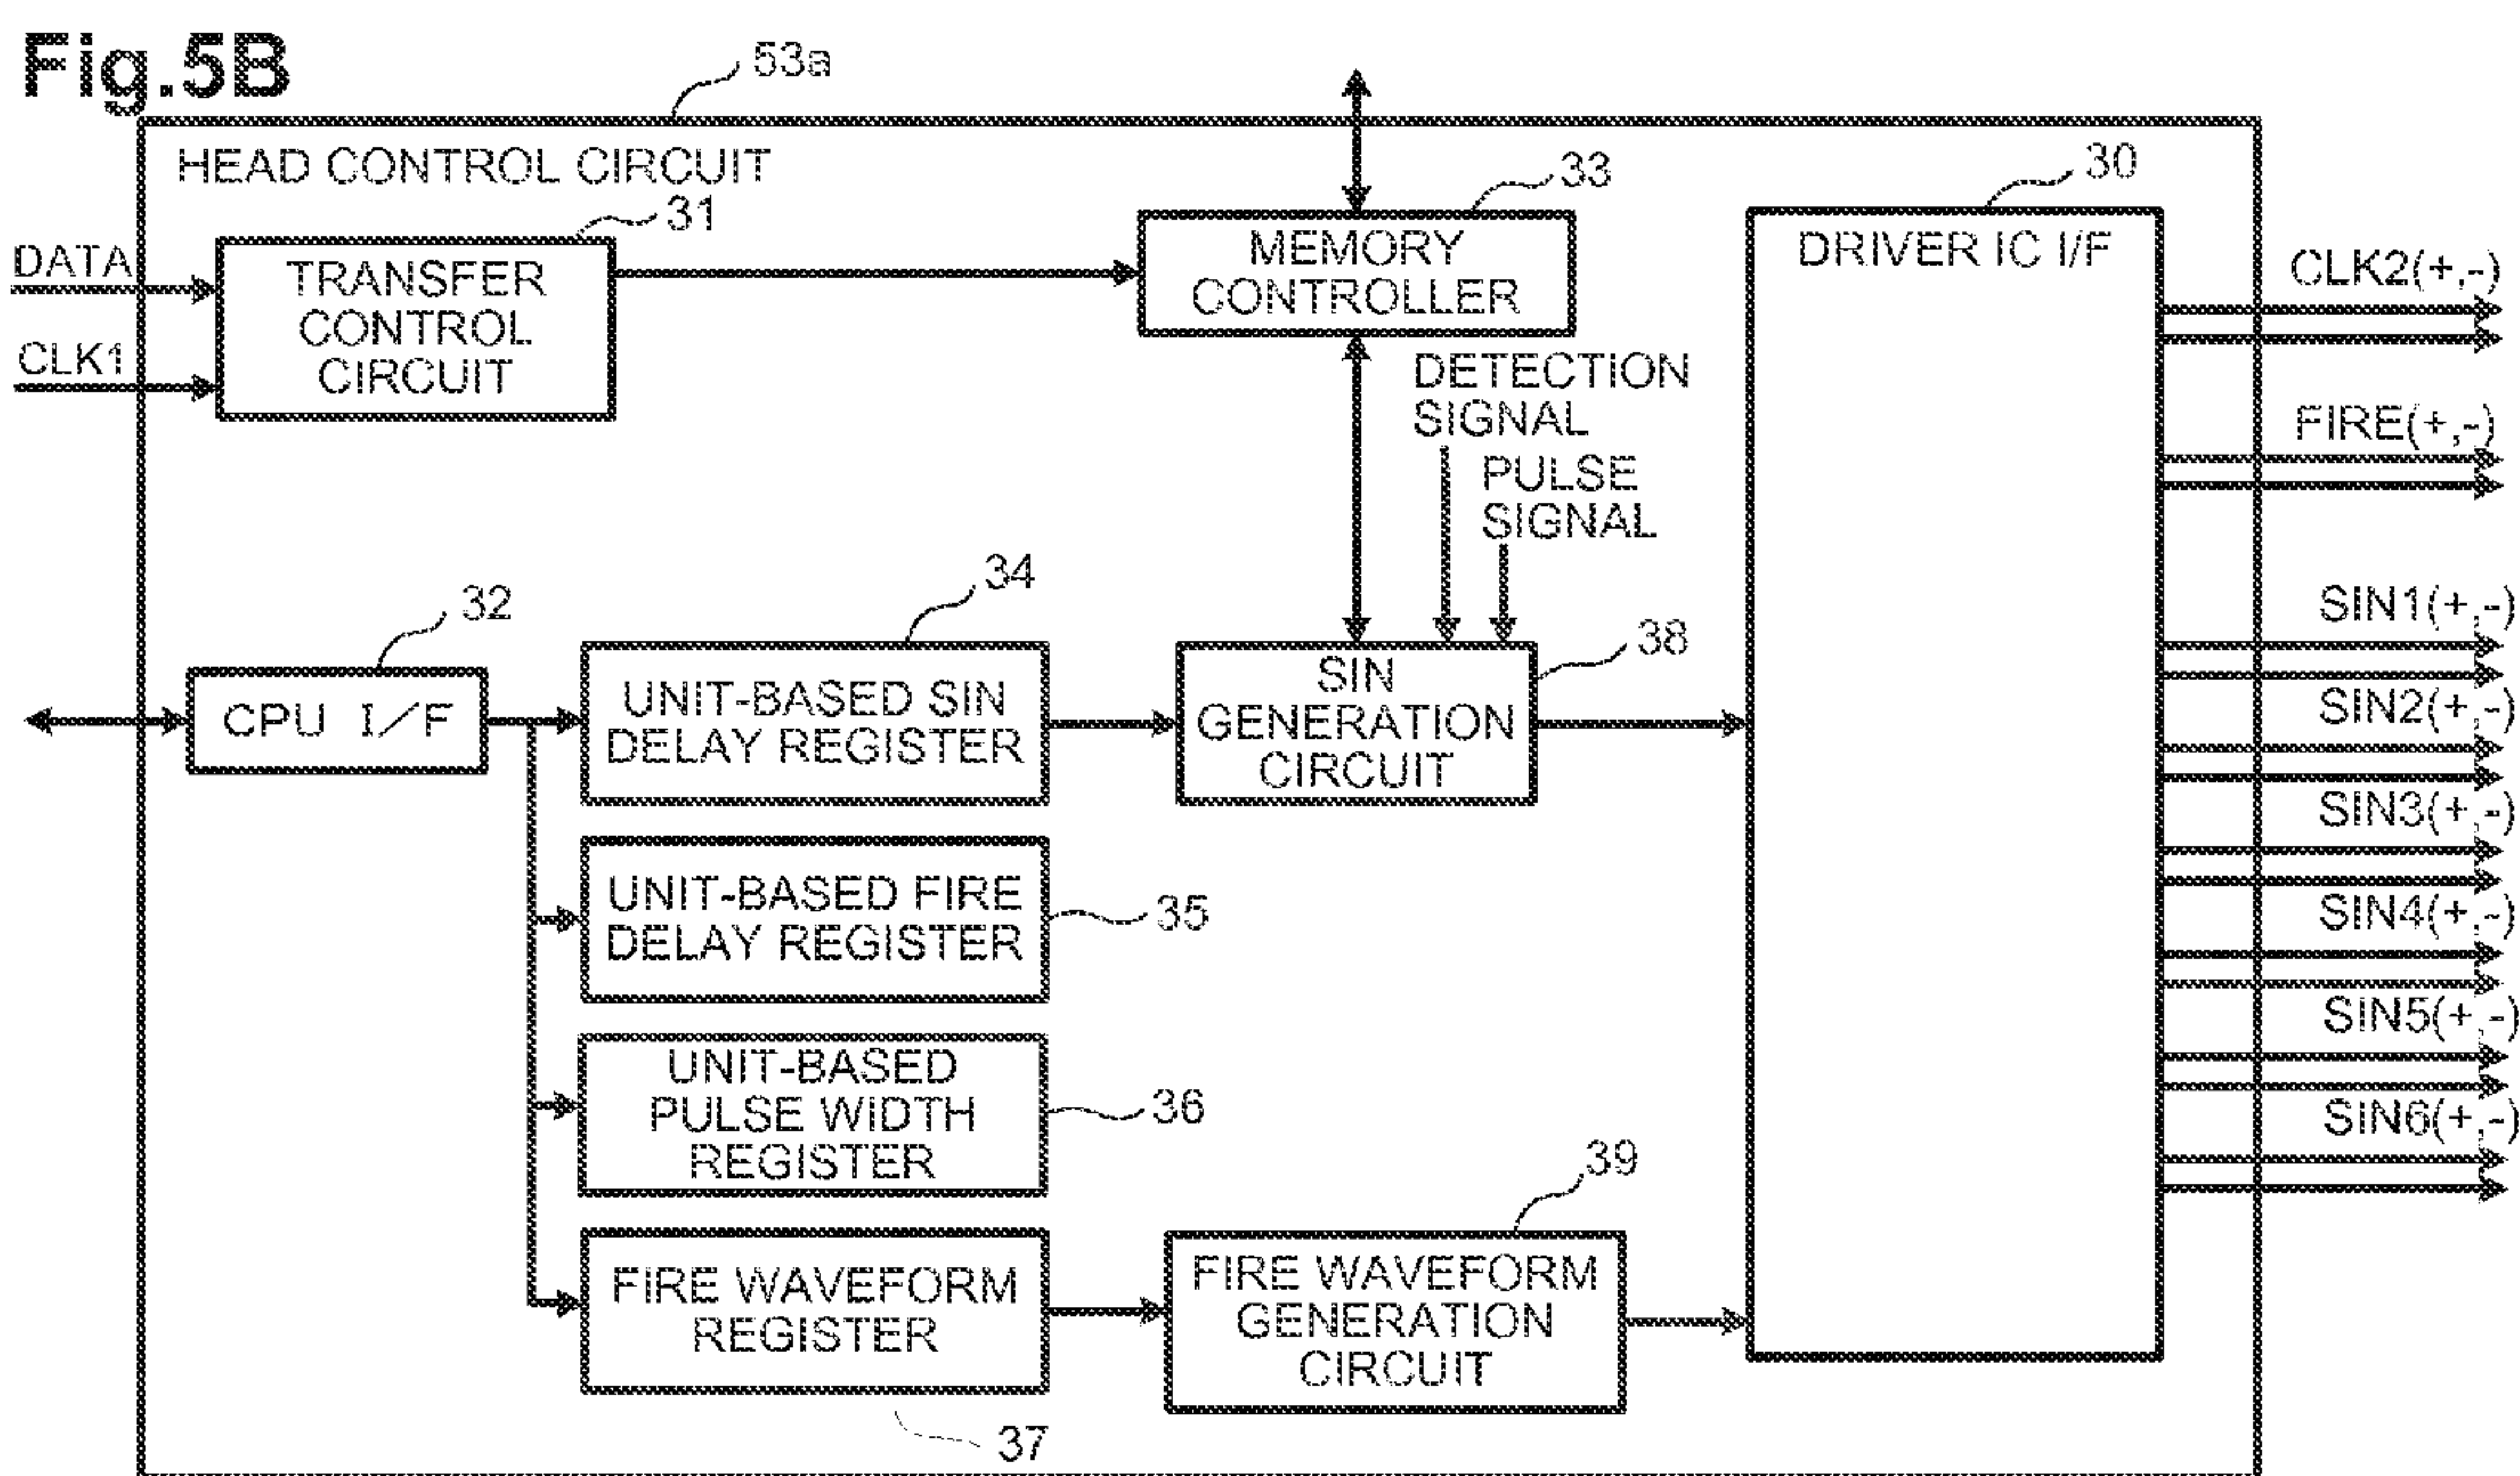 Fig.5B
53a
HEAD CONTROL CIRCUIT
31
33
30
DATA
CLK1
TRANSFER
CONTROL
CIRCUIT
MEMORY
CONTROLLER
DRIVER IC I/F
CLK2(+,-)
FIRE(+,-)
DETECTION
SIGNAL
PULSE
SIGNAL
32
34
38
CPU I/F
UNIT-BASED SIN
DELAY REGISTER
SIN
GENERATION
CIRCUIT
SIN1(+,-)
SIN2(+,-)
SIN3(+,-)
SIN4(+,-)
SIN5(+,-)
SIN6(+,-)
UNIT-BASED FIRE
DELAY REGISTER
35
UNIT-BASED
PULSE WIDTH
REGISTER
36
39
FIRE WAVEFORM
REGISTER
37
FIRE WAVEFORM
GENERATION
CIRCUIT